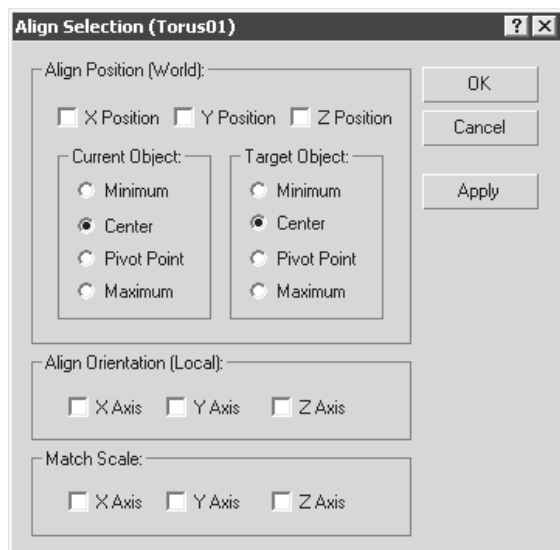 Align Selection (Torus01)
Align Position (World):
X Position Y Position Z Position
Current Object:
Minimum
Center
Pivot Point
Maximum
Target Object:
Minimum
Center
Pivot Point
Maximum
Align Orientation (Local):
X Axis Y Axis Z Axis
Match Scale:
X Axis Y Axis Z Axis
OK
Cancel
Apply